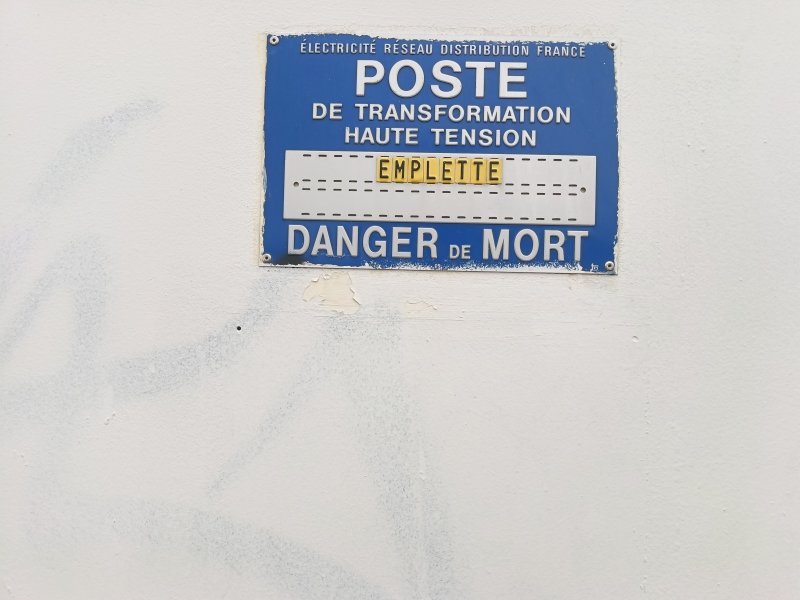 ÉLECTRICITÉ RÉSEAU DISTRIBUTION FRANCE
POSTE
DE TRANSFORMATION
HAUTE TENSION
EMPLETTE
DANGER DE MORT